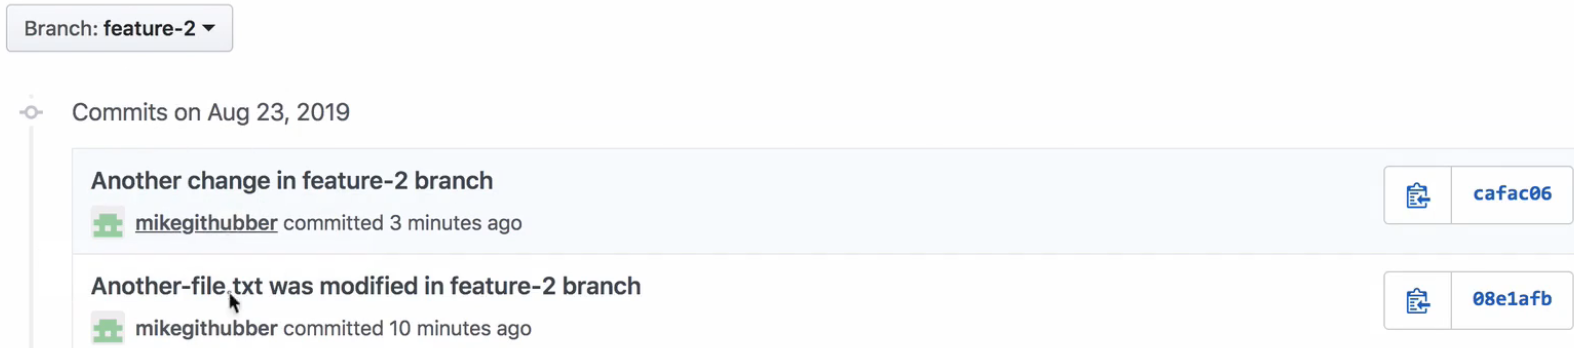 Branch: feature-2
Commits on Aug 23, 2019
Another change in feature-2 branch
cafac06
mikegithubber committed 3 minutes ago
Another-file.txt was modified in feature-2 branch
08e1afb
mikegithubber committed 10 minutes ago